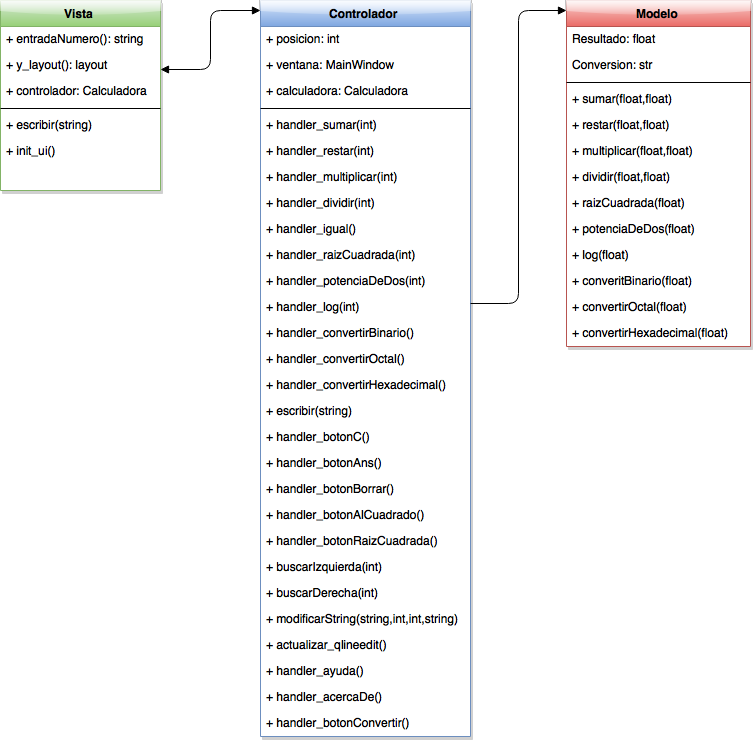 Vista
+ entradaNumero(): string
+ y_layout(): layout
+ controlador: Calculadora
+ escribir(string)
+ init_ui()
Controlador
+ posicion: int
+ ventana: MainWindow
+ calculadora: Calculadora
+ handler_sumar(int)
+ handler_restar(int)
+ handler_multiplicar(int)
+ handler_dividir(int)
+ handler_igual()
+ handler_raizCuadrada(int)
+ handler_potenciaDeDos(int)
+ handler_log(int)
+ handler_convertirBinario()
+ handler_convertirOctal()
+ handler_convertirHexadecimal()
+ escribir(string)
+ handler_botonC()
+ handler_botonAns()
+ handler_botonBorrar()
+ handler_botonAlCuadrado()
+ handler_botonRaizCuadrada()
+ buscarIzquierda(int)
+ buscarDerecha(int)
+ modificarString(string,int,int,string)
+ actualizar_qlineedit()
+ handler_ayuda()
+ handler_acercaDe()
+ handler_botonConvertir()
Modelo
Resultado: float
Conversion: str
+ sumar(float,float)
+ restar(float,float)
+ multiplicar(float,float)
+ dividir(float,float)
+ raizCuadrada(float)
+ potenciaDeDos(float)
+ log(float)
+ converitBinario(float)
+ convertirOctal(float)
+ convertirHexadecimal(float)